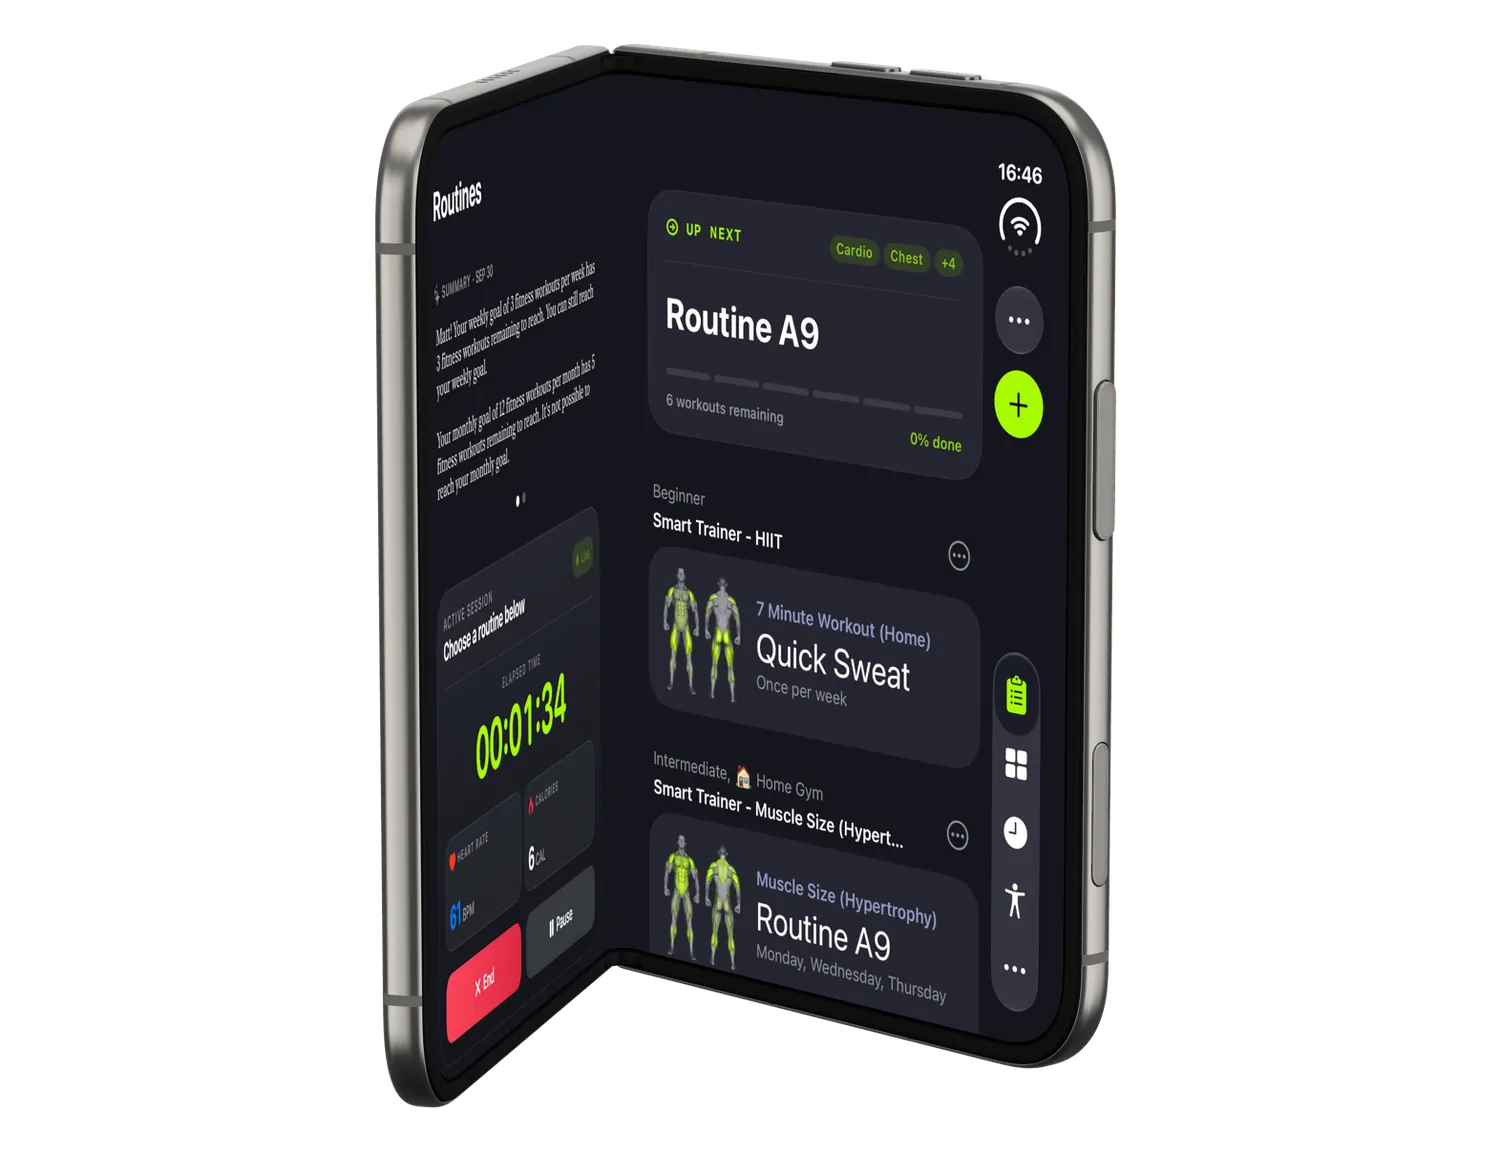 Routines
SUMMARY - SEP 30
Mart! Your weekly goal of 3 fitness workouts per week has
3 fitness workouts remaining to reach. You can still reach
your weekly goal.
Your monthly goal of 12 fitness workouts per month has 5
fitness workouts remaining to reach. It's not possible to
reach your monthly goal.
Live
ACTIVE SESSION
Choose a routine below
ELAPSED TIME
00:01:34
HEART RATE
61 BPM
CALORIES
6 CAL
X End
Pause
UP NEXT
Cardio
Chest
+4
Routine A9
6 workouts remaining
0% done
Beginner
Smart Trainer - HIIT
7 Minute Workout (Home)
Quick Sweat
Once per week
Intermediate, 🏠 Home Gym
Smart Trainer - Muscle Size (Hypert...
Muscle Size (Hypertrophy)
Routine A9
Monday, Wednesday, Thursday
16:46